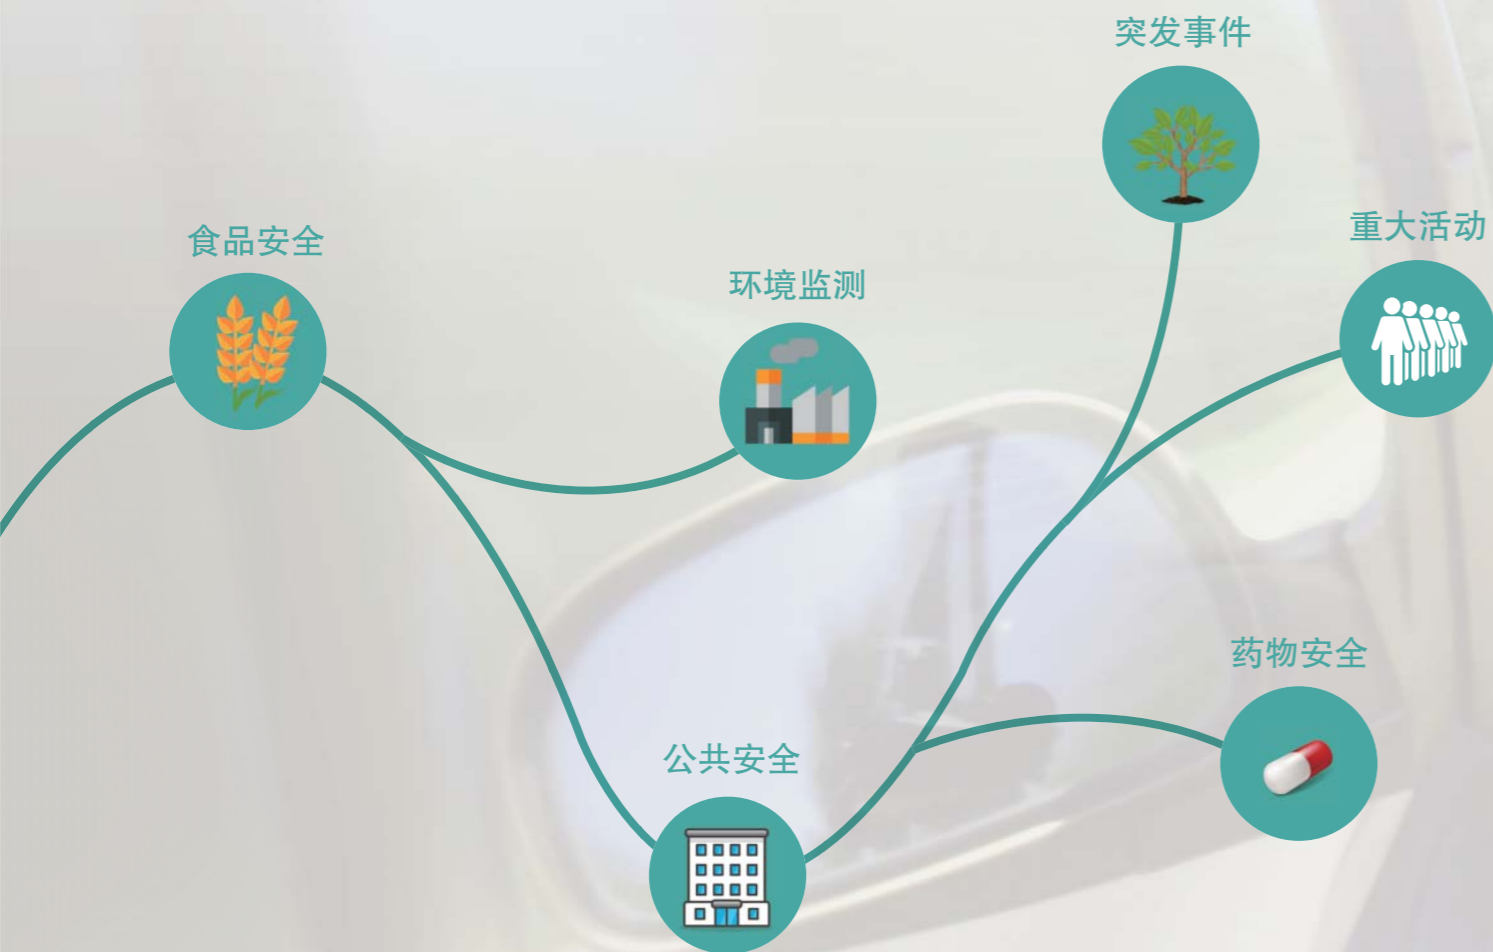 突发事件
重大活动
食品安全
环境监测
药物安全
公共安全